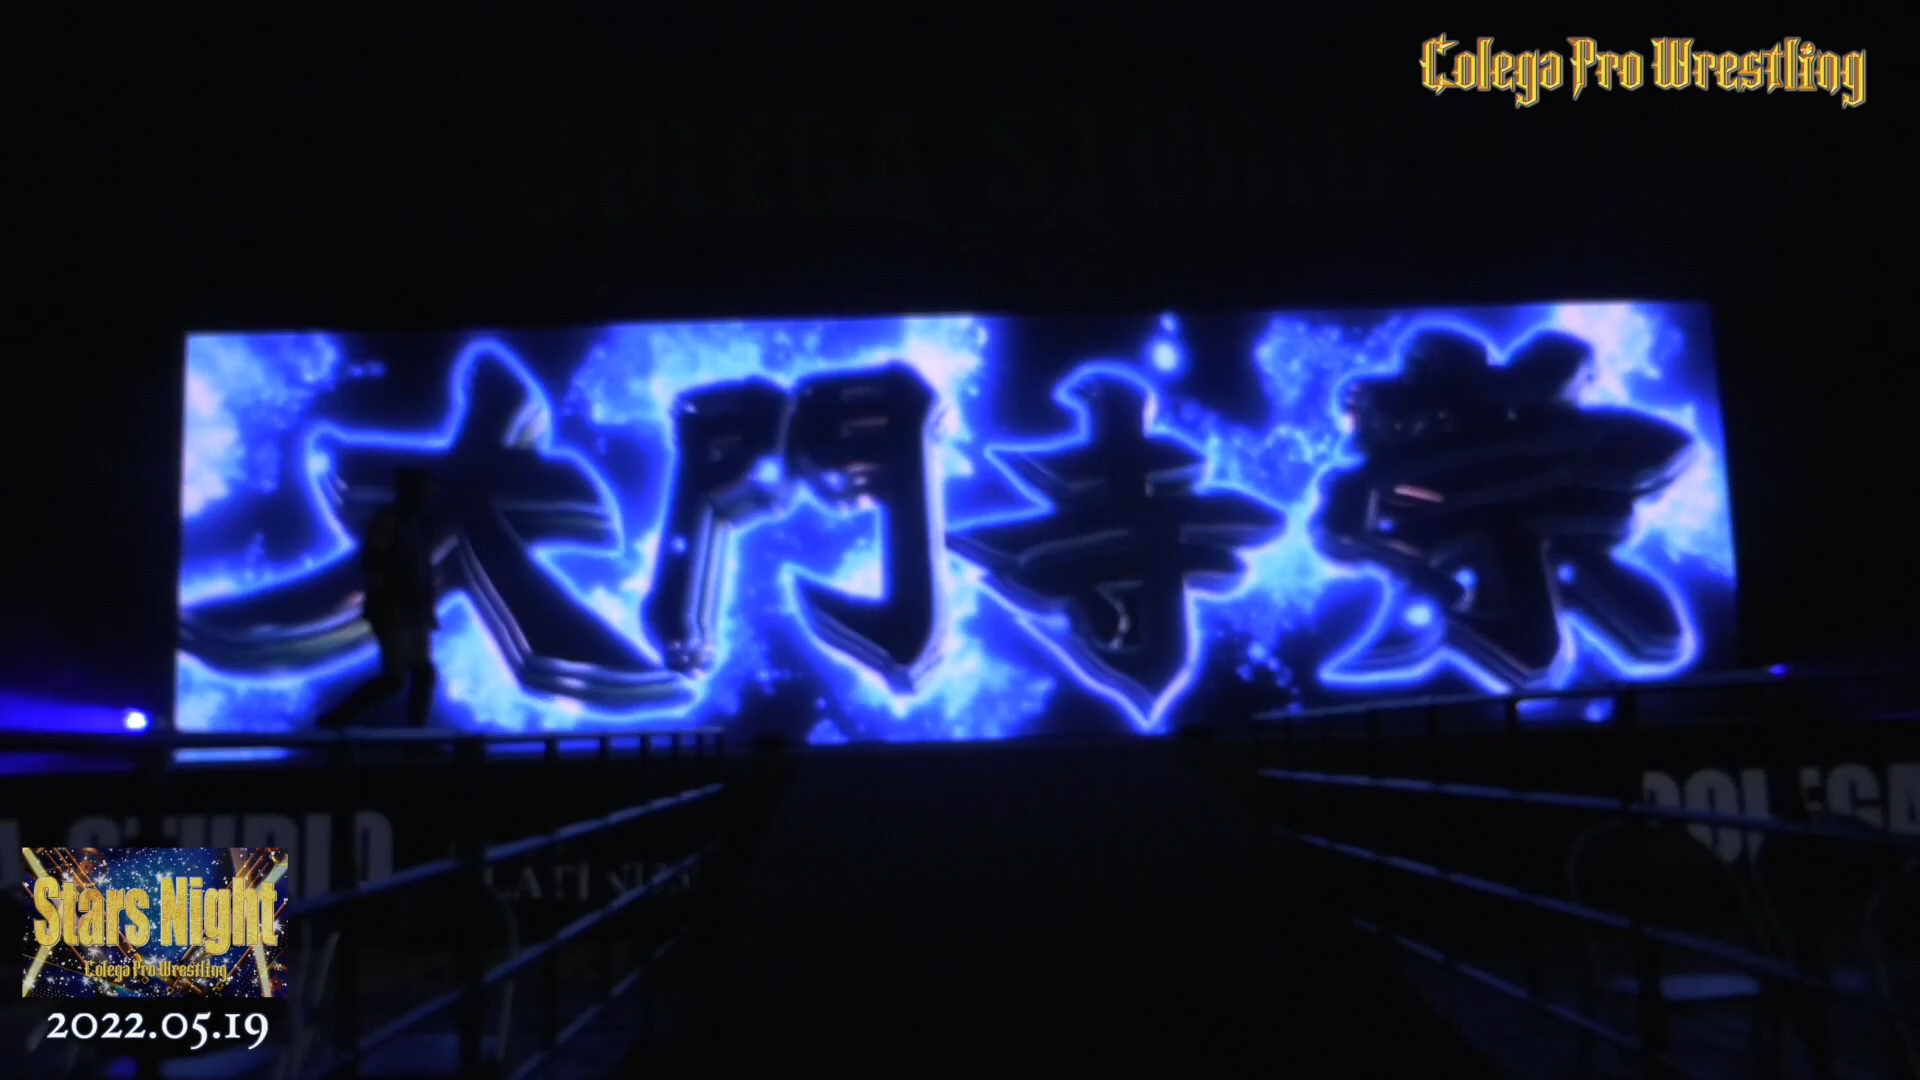 Colega Pro Wrestling
大門寺崇
Stars Night
Colega Pro Wrestling
2022.05.19